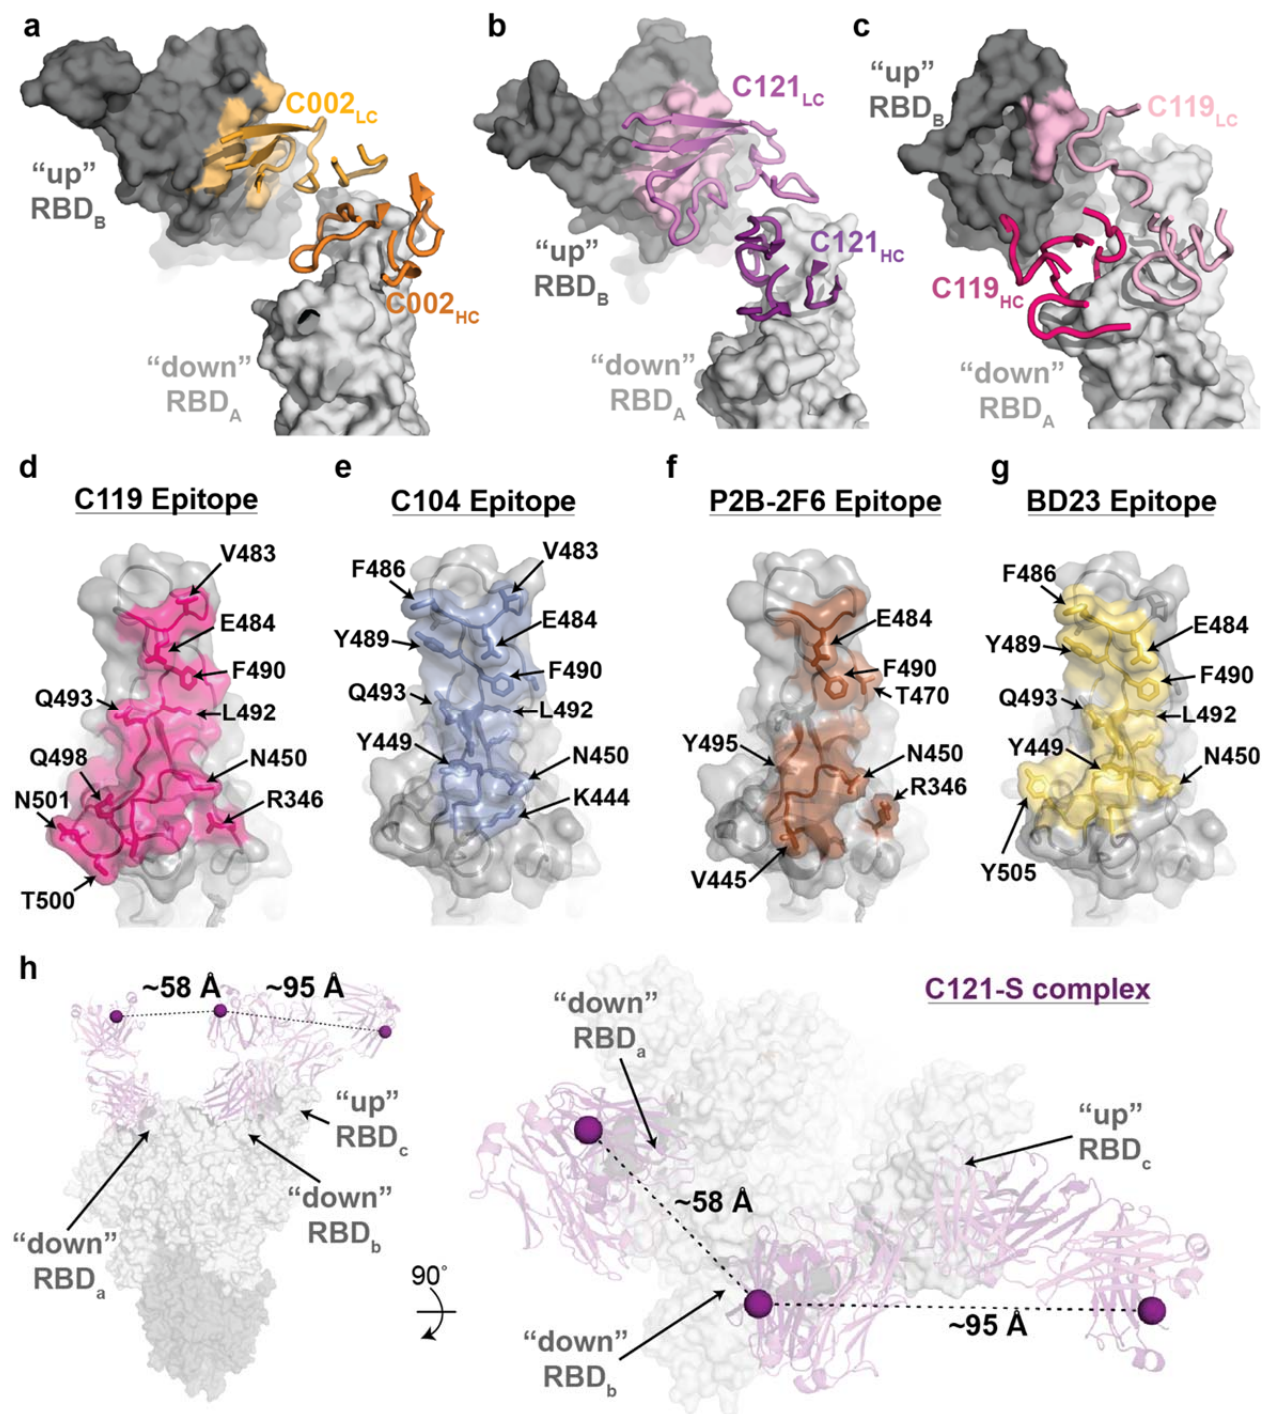 a
C002LC
"up"
RBDB
C002HC
"down"
RBDA
b
C121LC
"up"
RBDB
C121HC
"down"
RBDA
c
"up"
RBDB
C119LC
C119HC
"down"
RBDA
d
C119 Epitope
V483
E484
F490
Q493
L492
Q498
N450
N501
R346
T500
e
C104 Epitope
F486
V483
Y489
E484
F490
Q493
L492
Y449
N450
K444
f
P2B-2F6 Epitope
E484
F490
T470
Y495
N450
R346
V445
g
BD23 Epitope
F486
E484
Y489
F490
Q493
L492
Y449
N450
Y505
h
~58 Å
~95 Å
"up"
RBDc
"down"
RBDb
"down"
RBDa
90°
C121-S complex
"down"
RBDa
"up"
RBDc
~58 Å
~95 Å
"down"
RBDb